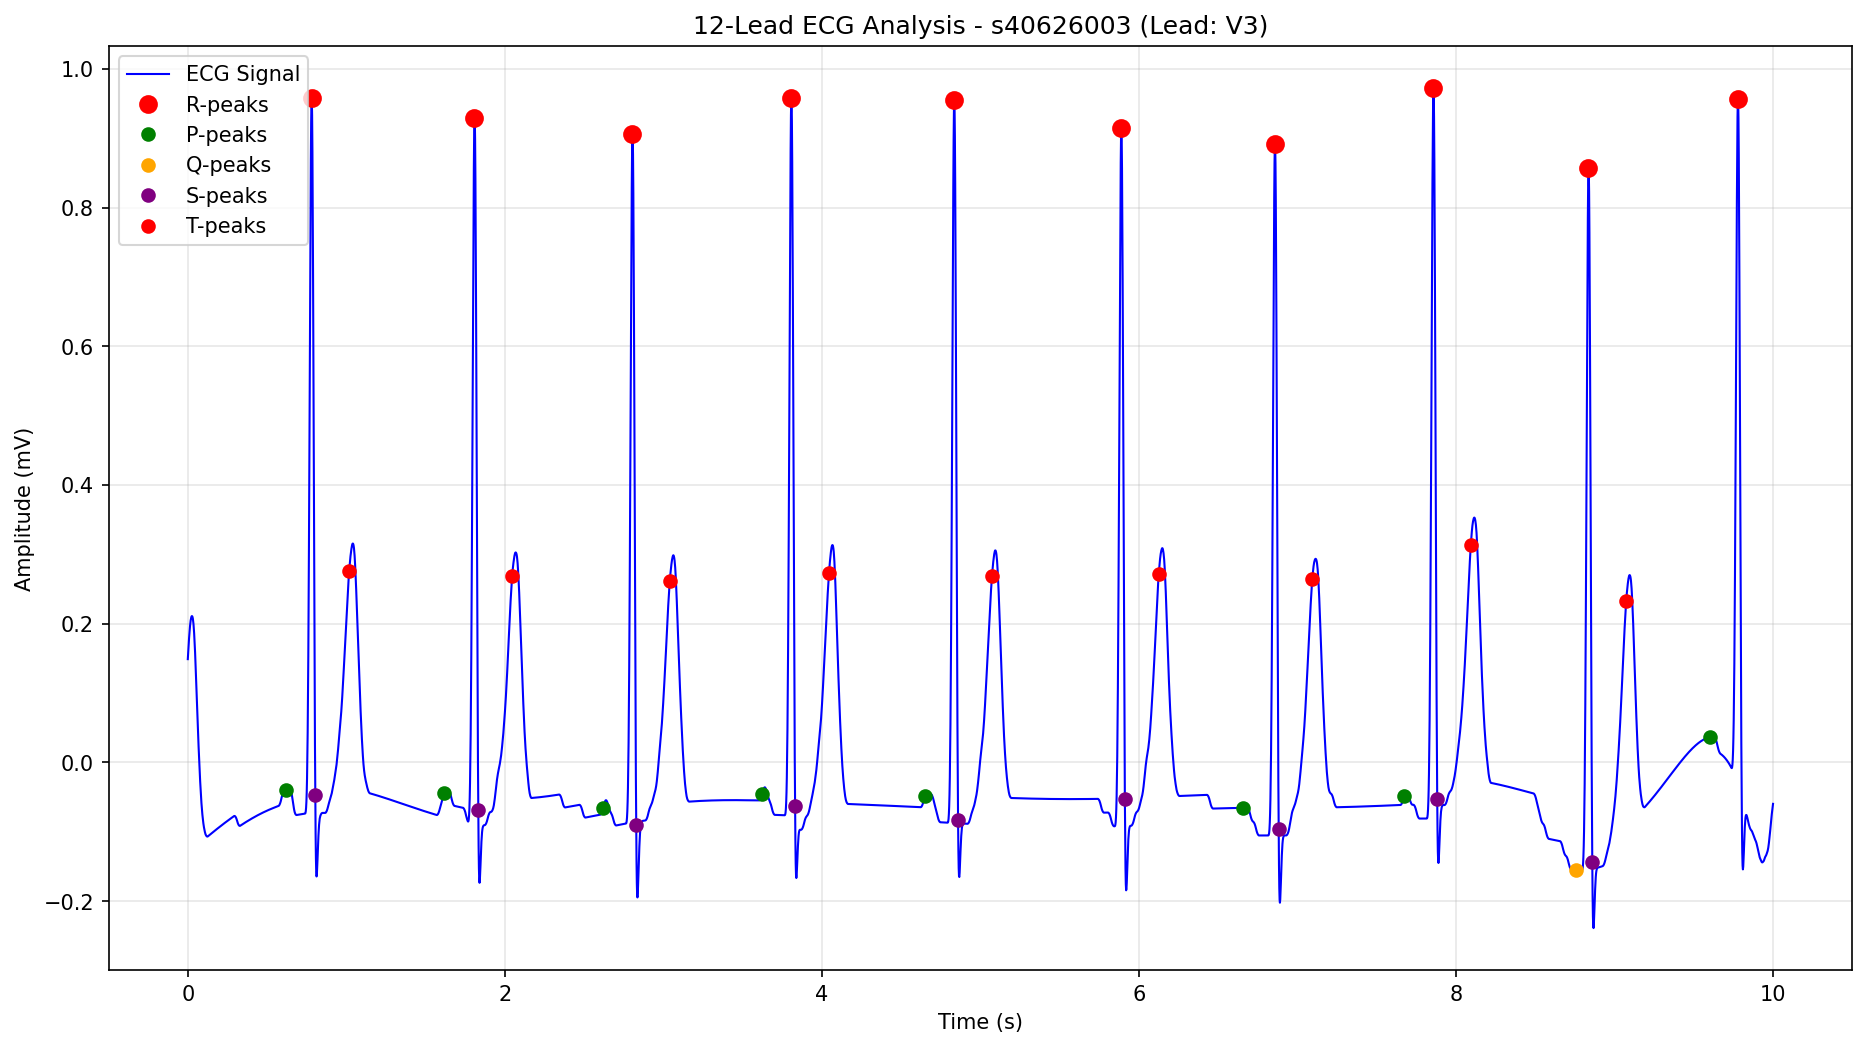 12-Lead ECG Analysis - s40626003 (Lead: V3)
ECG Signal
R-peaks
P-peaks
Q-peaks
S-peaks
T-peaks
Amplitude (mV)
1.0
0.8
0.6
0.4
0.2
0.0
−0.2
0 2 4 6 8 10
Time (s)